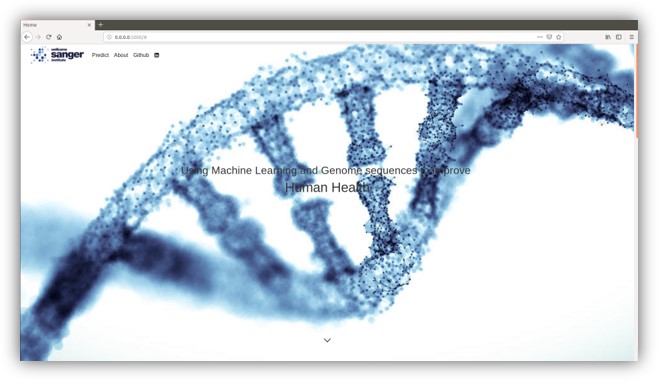 Home
0.0.0.0:5000/#
wellcome
sanger
institute
Predict About Github
Using Machine Learning and Genome sequences to improve
Human Health